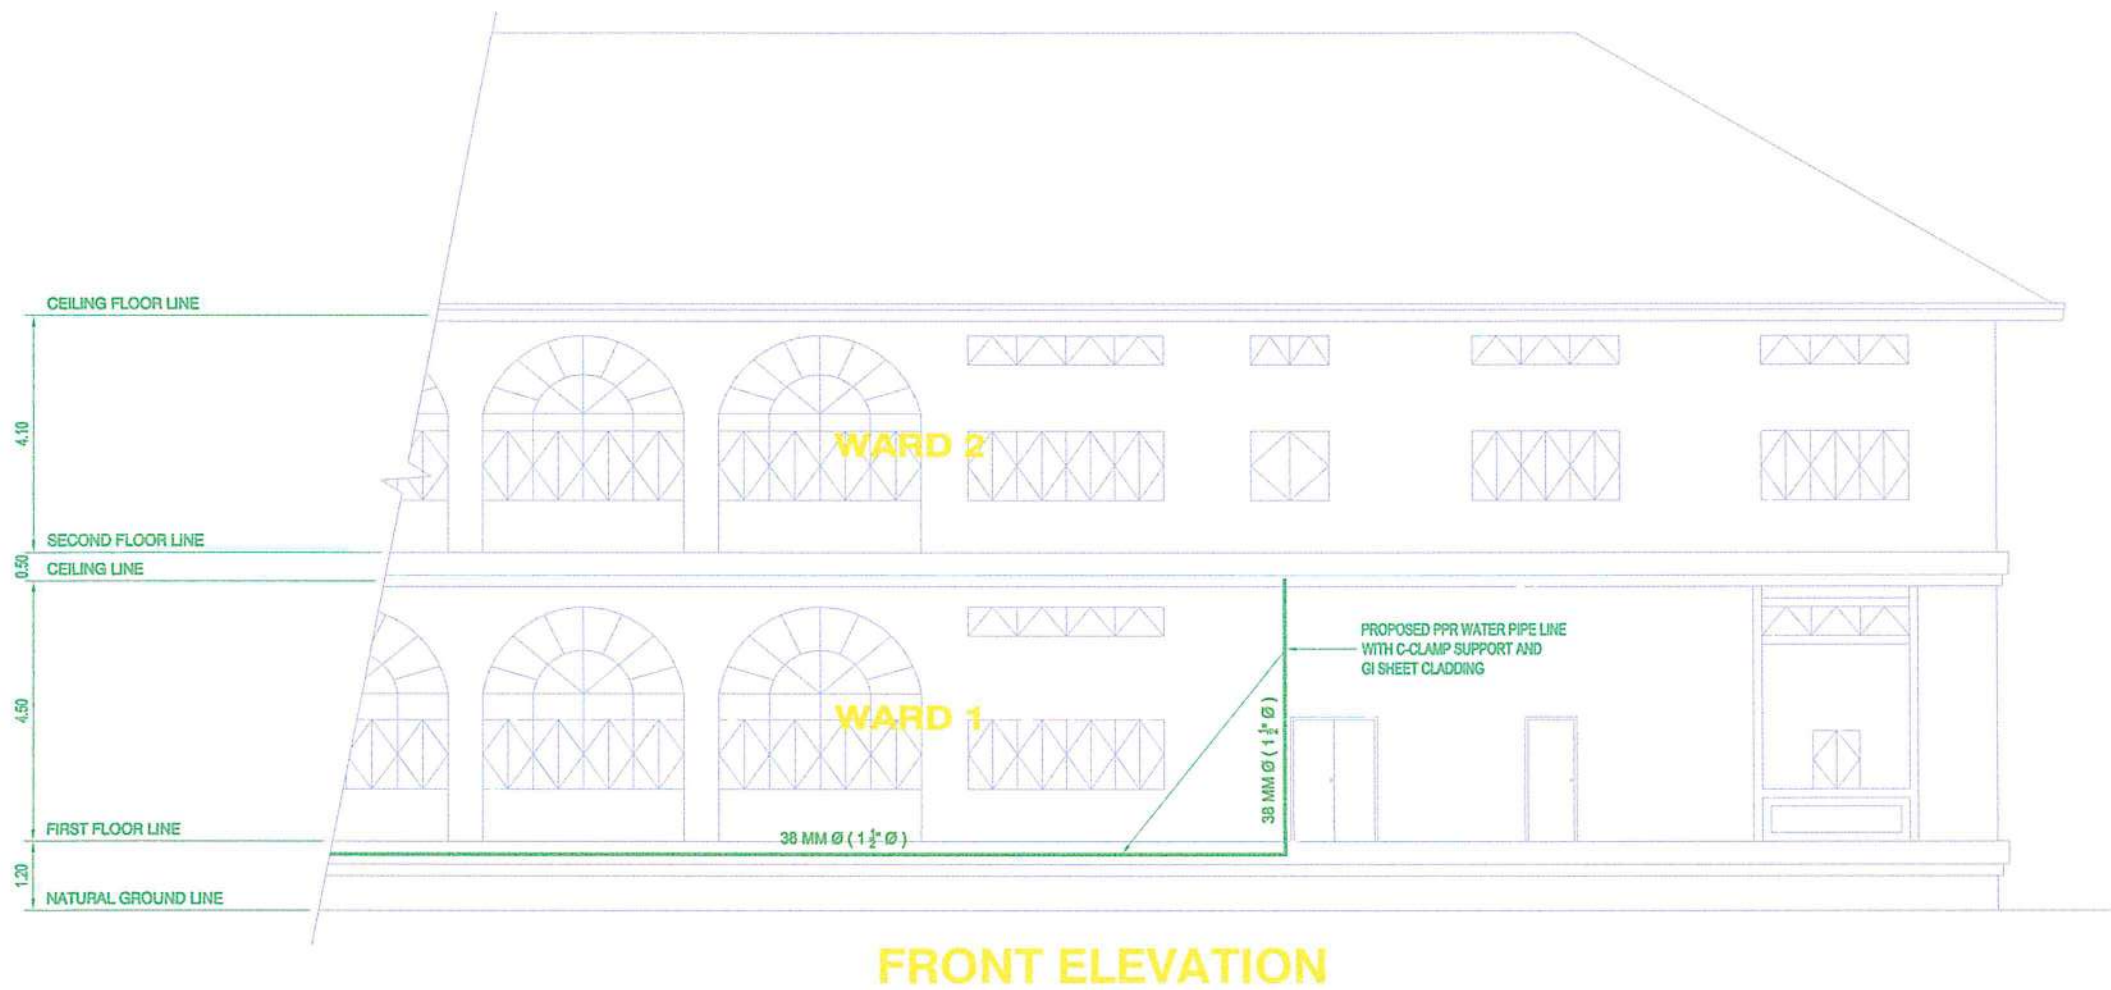 CEILING FLOOR LINE
4.10
WARD 2
SECOND FLOOR LINE
0.50
CEILING LINE
PROPOSED PPR WATER PIPE LINE
WITH C-CLAMP SUPPORT AND
GI SHEET CLADDING
4.50
WARD 1
38 MM Ø ( 1 1/2" Ø )
FIRST FLOOR LINE
38 MM Ø ( 1 1/2" Ø )
1.20
NATURAL GROUND LINE
FRONT ELEVATION